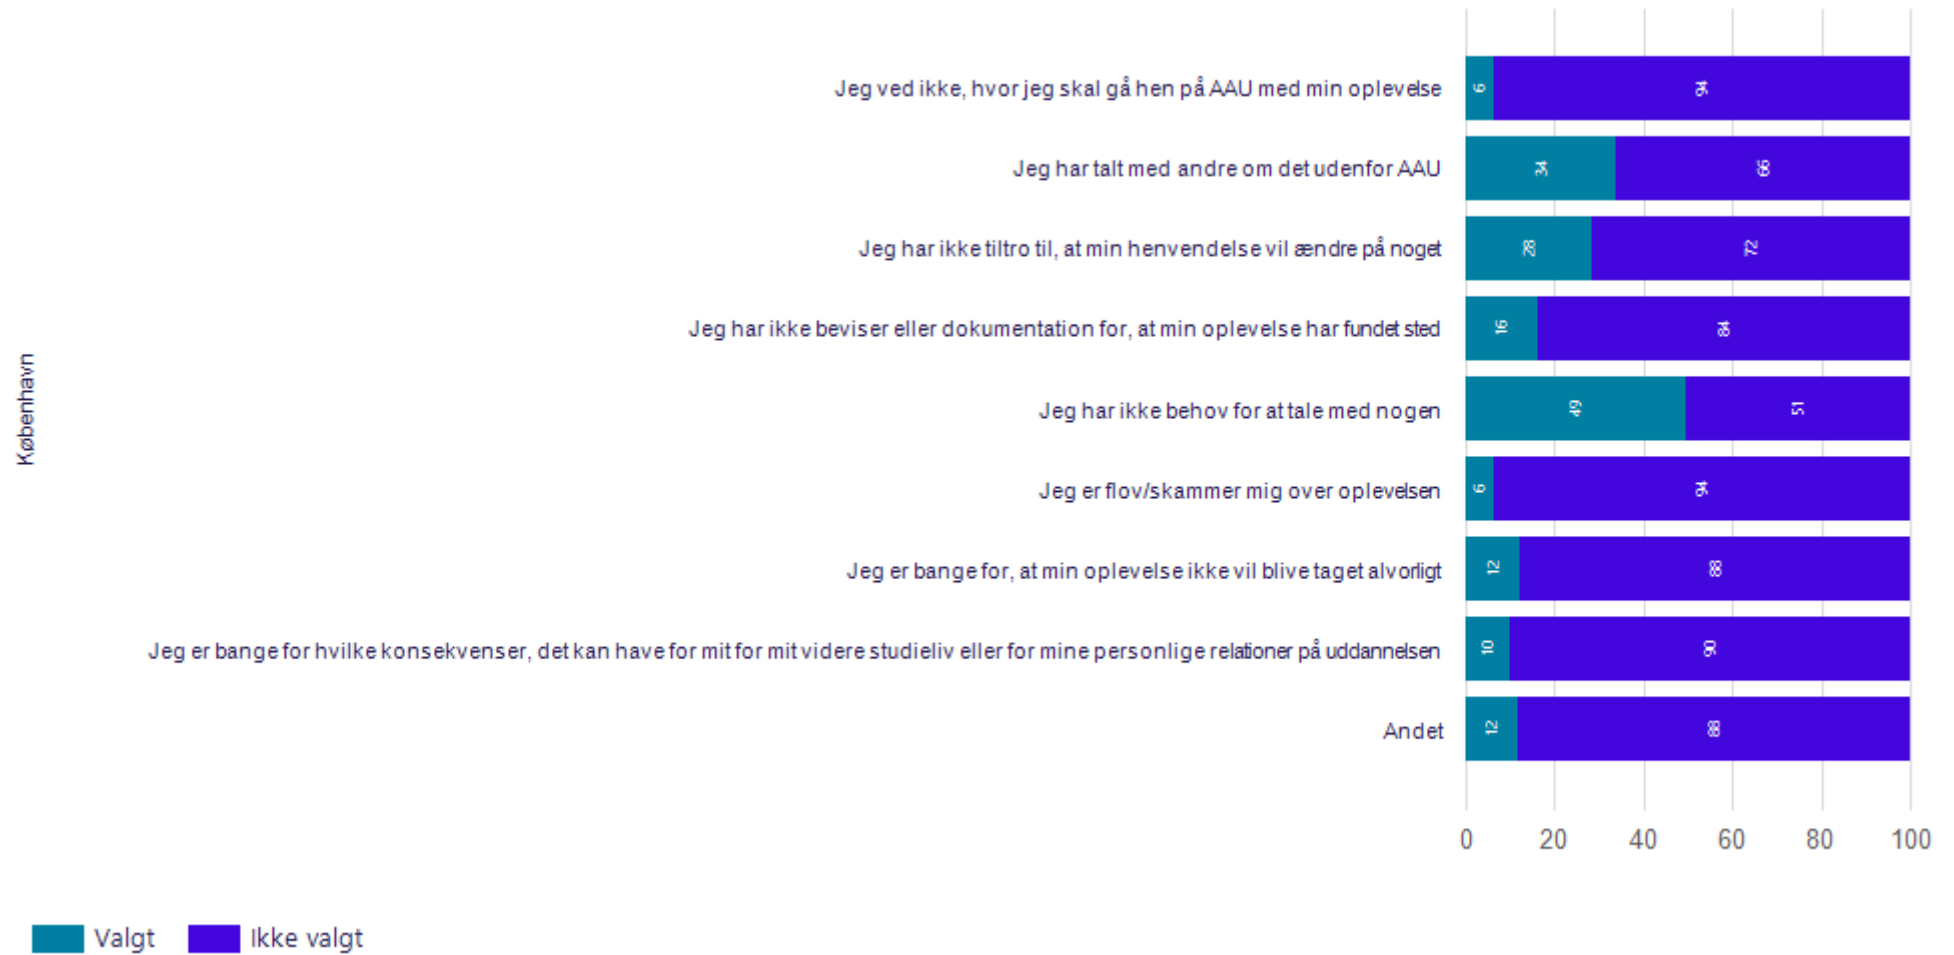 Jeg ved ikke, hvor jeg skal gå hen på AAU med min oplevelse 6 94
Jeg har talt med andre om det udenfor AAU 34 66
Jeg har ikke tiltro til, at min henvendelse vil ændre på noget 28 72
Jeg har ikke beviser eller dokumentation for, at min oplevelse har fundet sted 16 84
København
Jeg har ikke behov for at tale med nogen 49 51
Jeg er flov/skammer mig over oplevelsen 6 94
Jeg er bange for, at min oplevelse ikke vil blive taget alvorligt 12 88
Jeg er bange for hvilke konsekvenser, det kan have for mit for mit videre studieliv eller for mine personlige relationer på uddannelsen 10 90
Andet 12 88
0 20 40 60 80 100
Valgt Ikke valgt